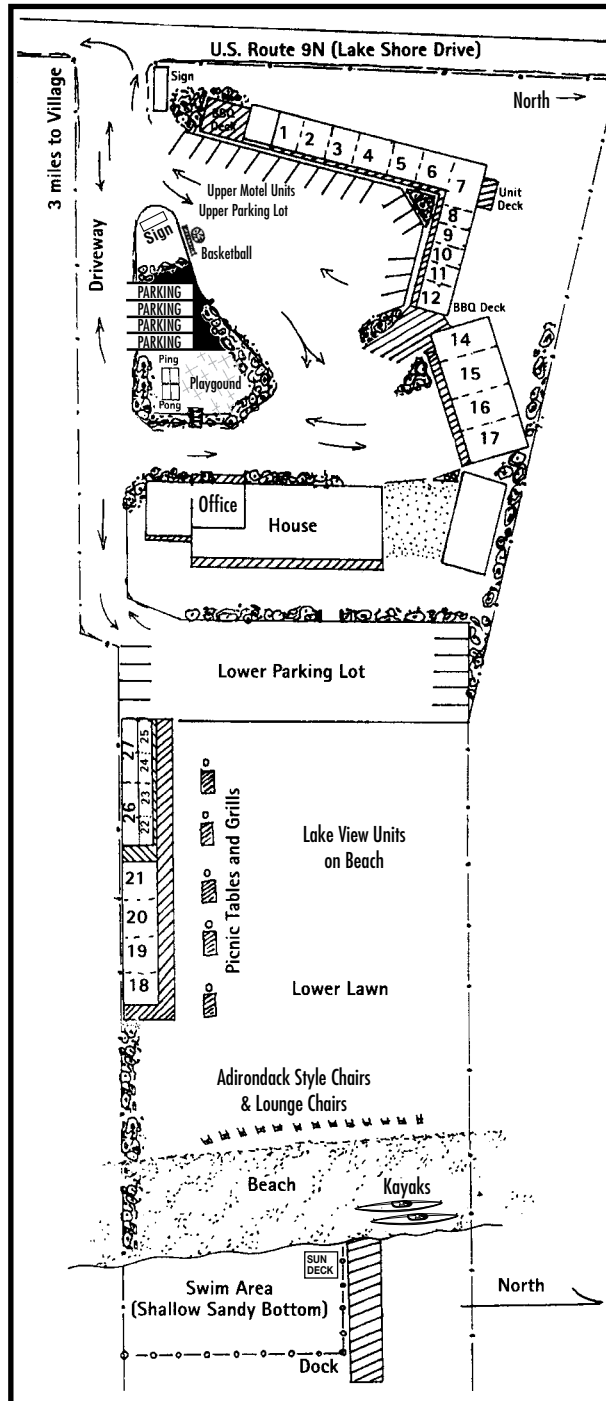 U.S. Route 9N (Lake Shore Drive)
3 miles to Village
Sign
North
BBQ
Deck
1
2
3
4
5
6
7
Unit
Deck
Upper Motel Units
Upper Parking Lot
8
9
10
11
12
Driveway
Sign
Basketball
PARKING
PARKING
PARKING
PARKING
BBQ Deck
14
15
16
17
Ping
Pong
Playgound
Office
House
Lower Parking Lot
27
25
24
26
23
22
21
20
19
18
Picnic Tables and Grills
Lake View Units
on Beach
Lower Lawn
Adirondack Style Chairs
& Lounge Chairs
Beach
Kayaks
SUN
DECK
Swim Area
(Shallow Sandy Bottom)
North
Dock